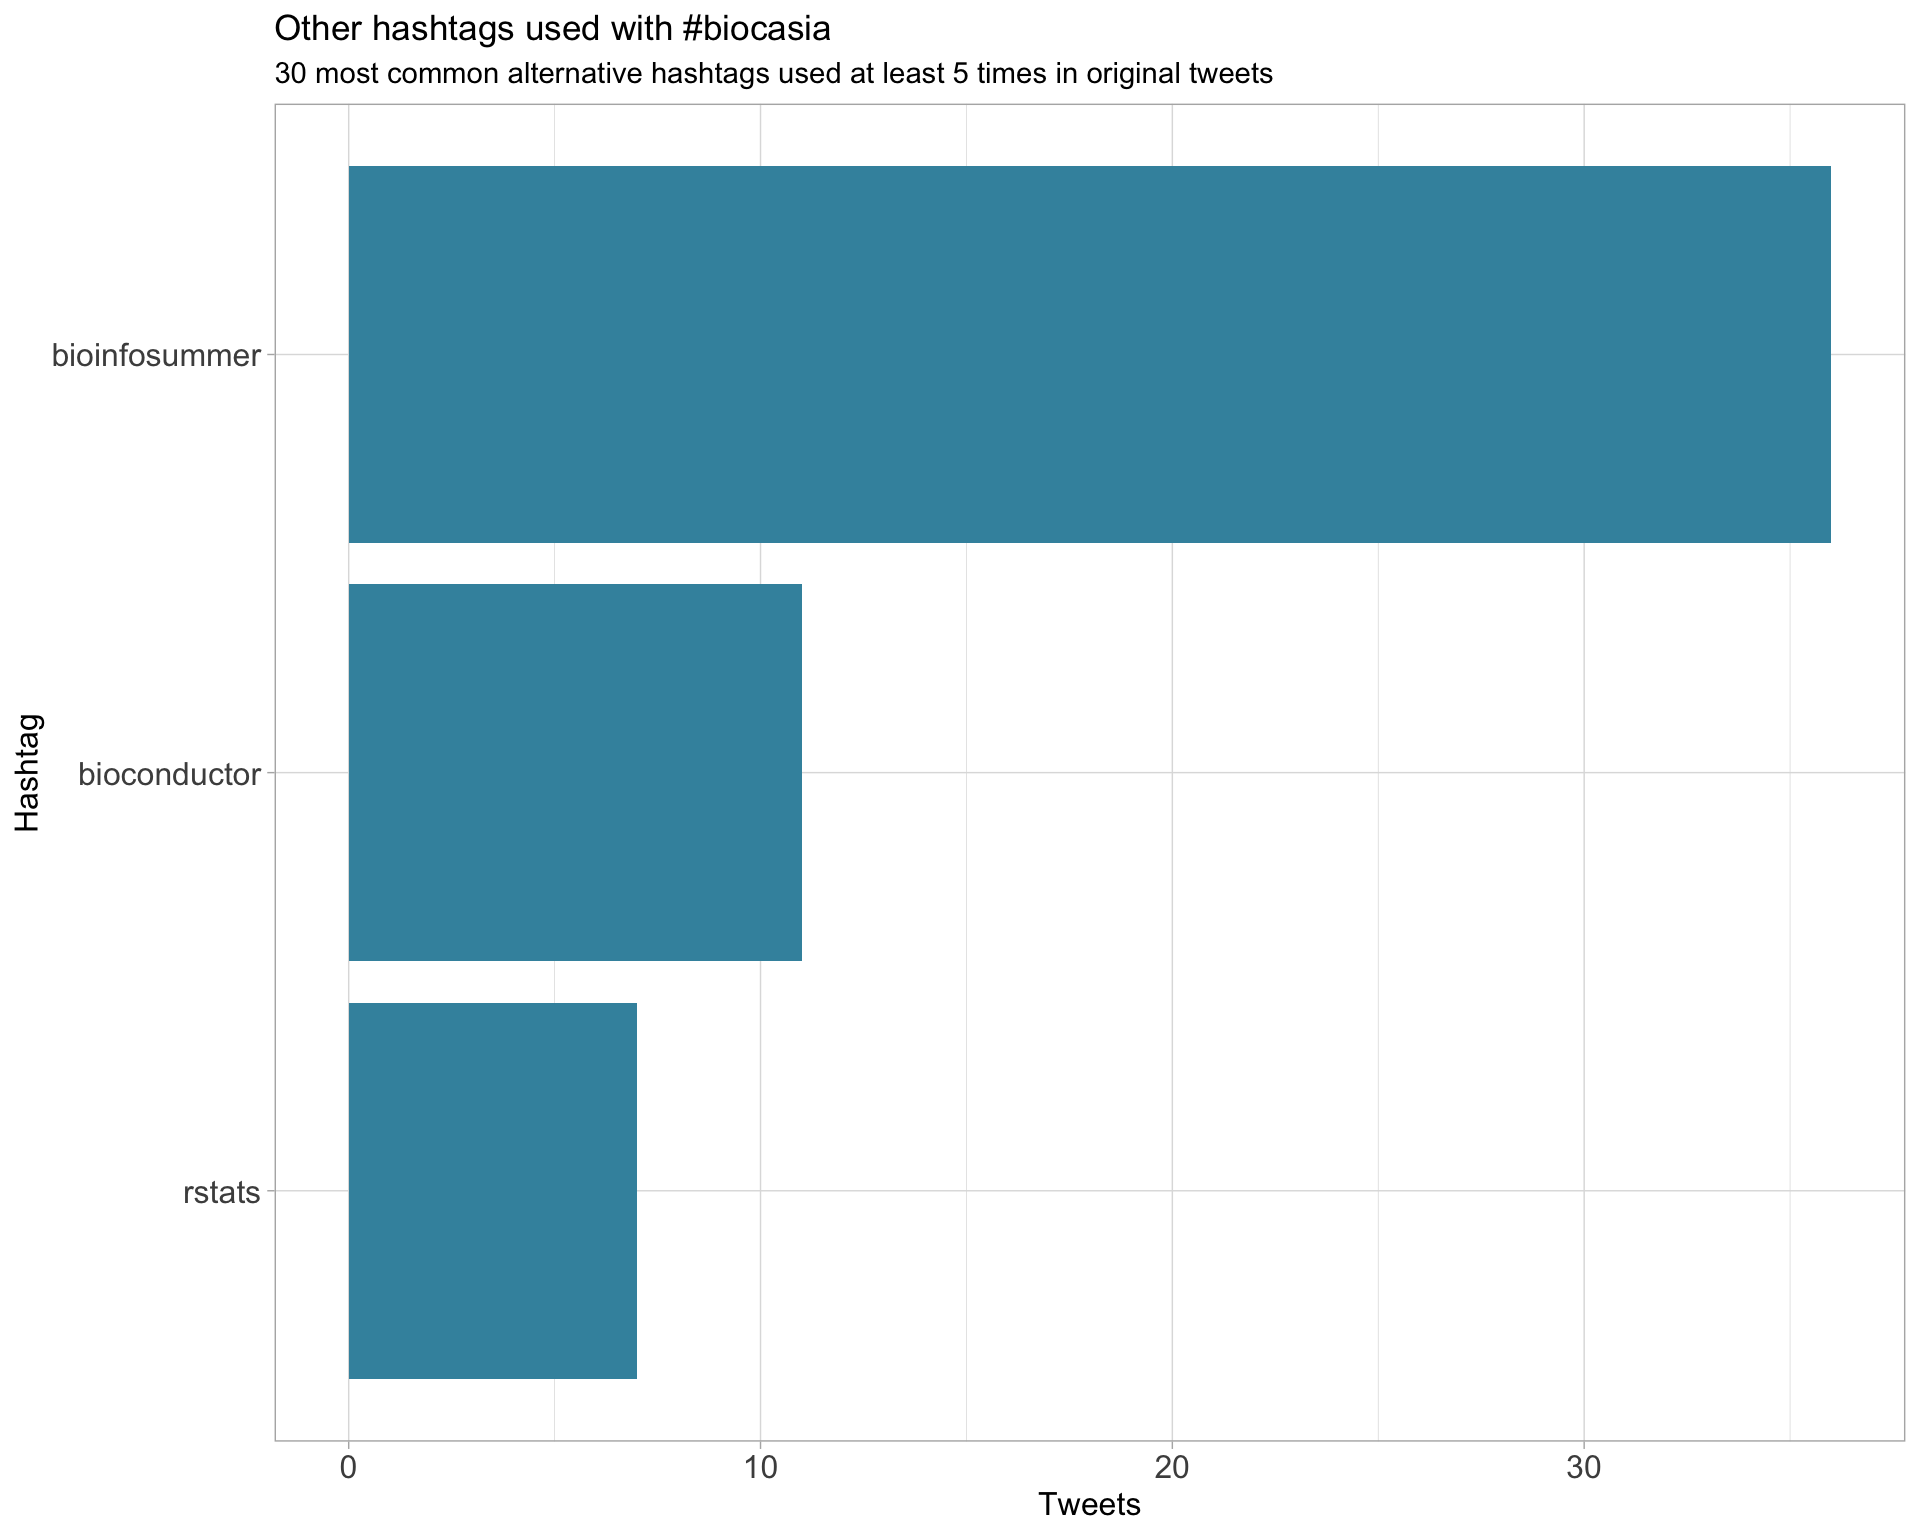 Other hashtags used with #biocasia
30 most common alternative hashtags used at least 5 times in original tweets
Hashtag
bioinfosummer
bioconductor
rstats
0 10 20 30
Tweets